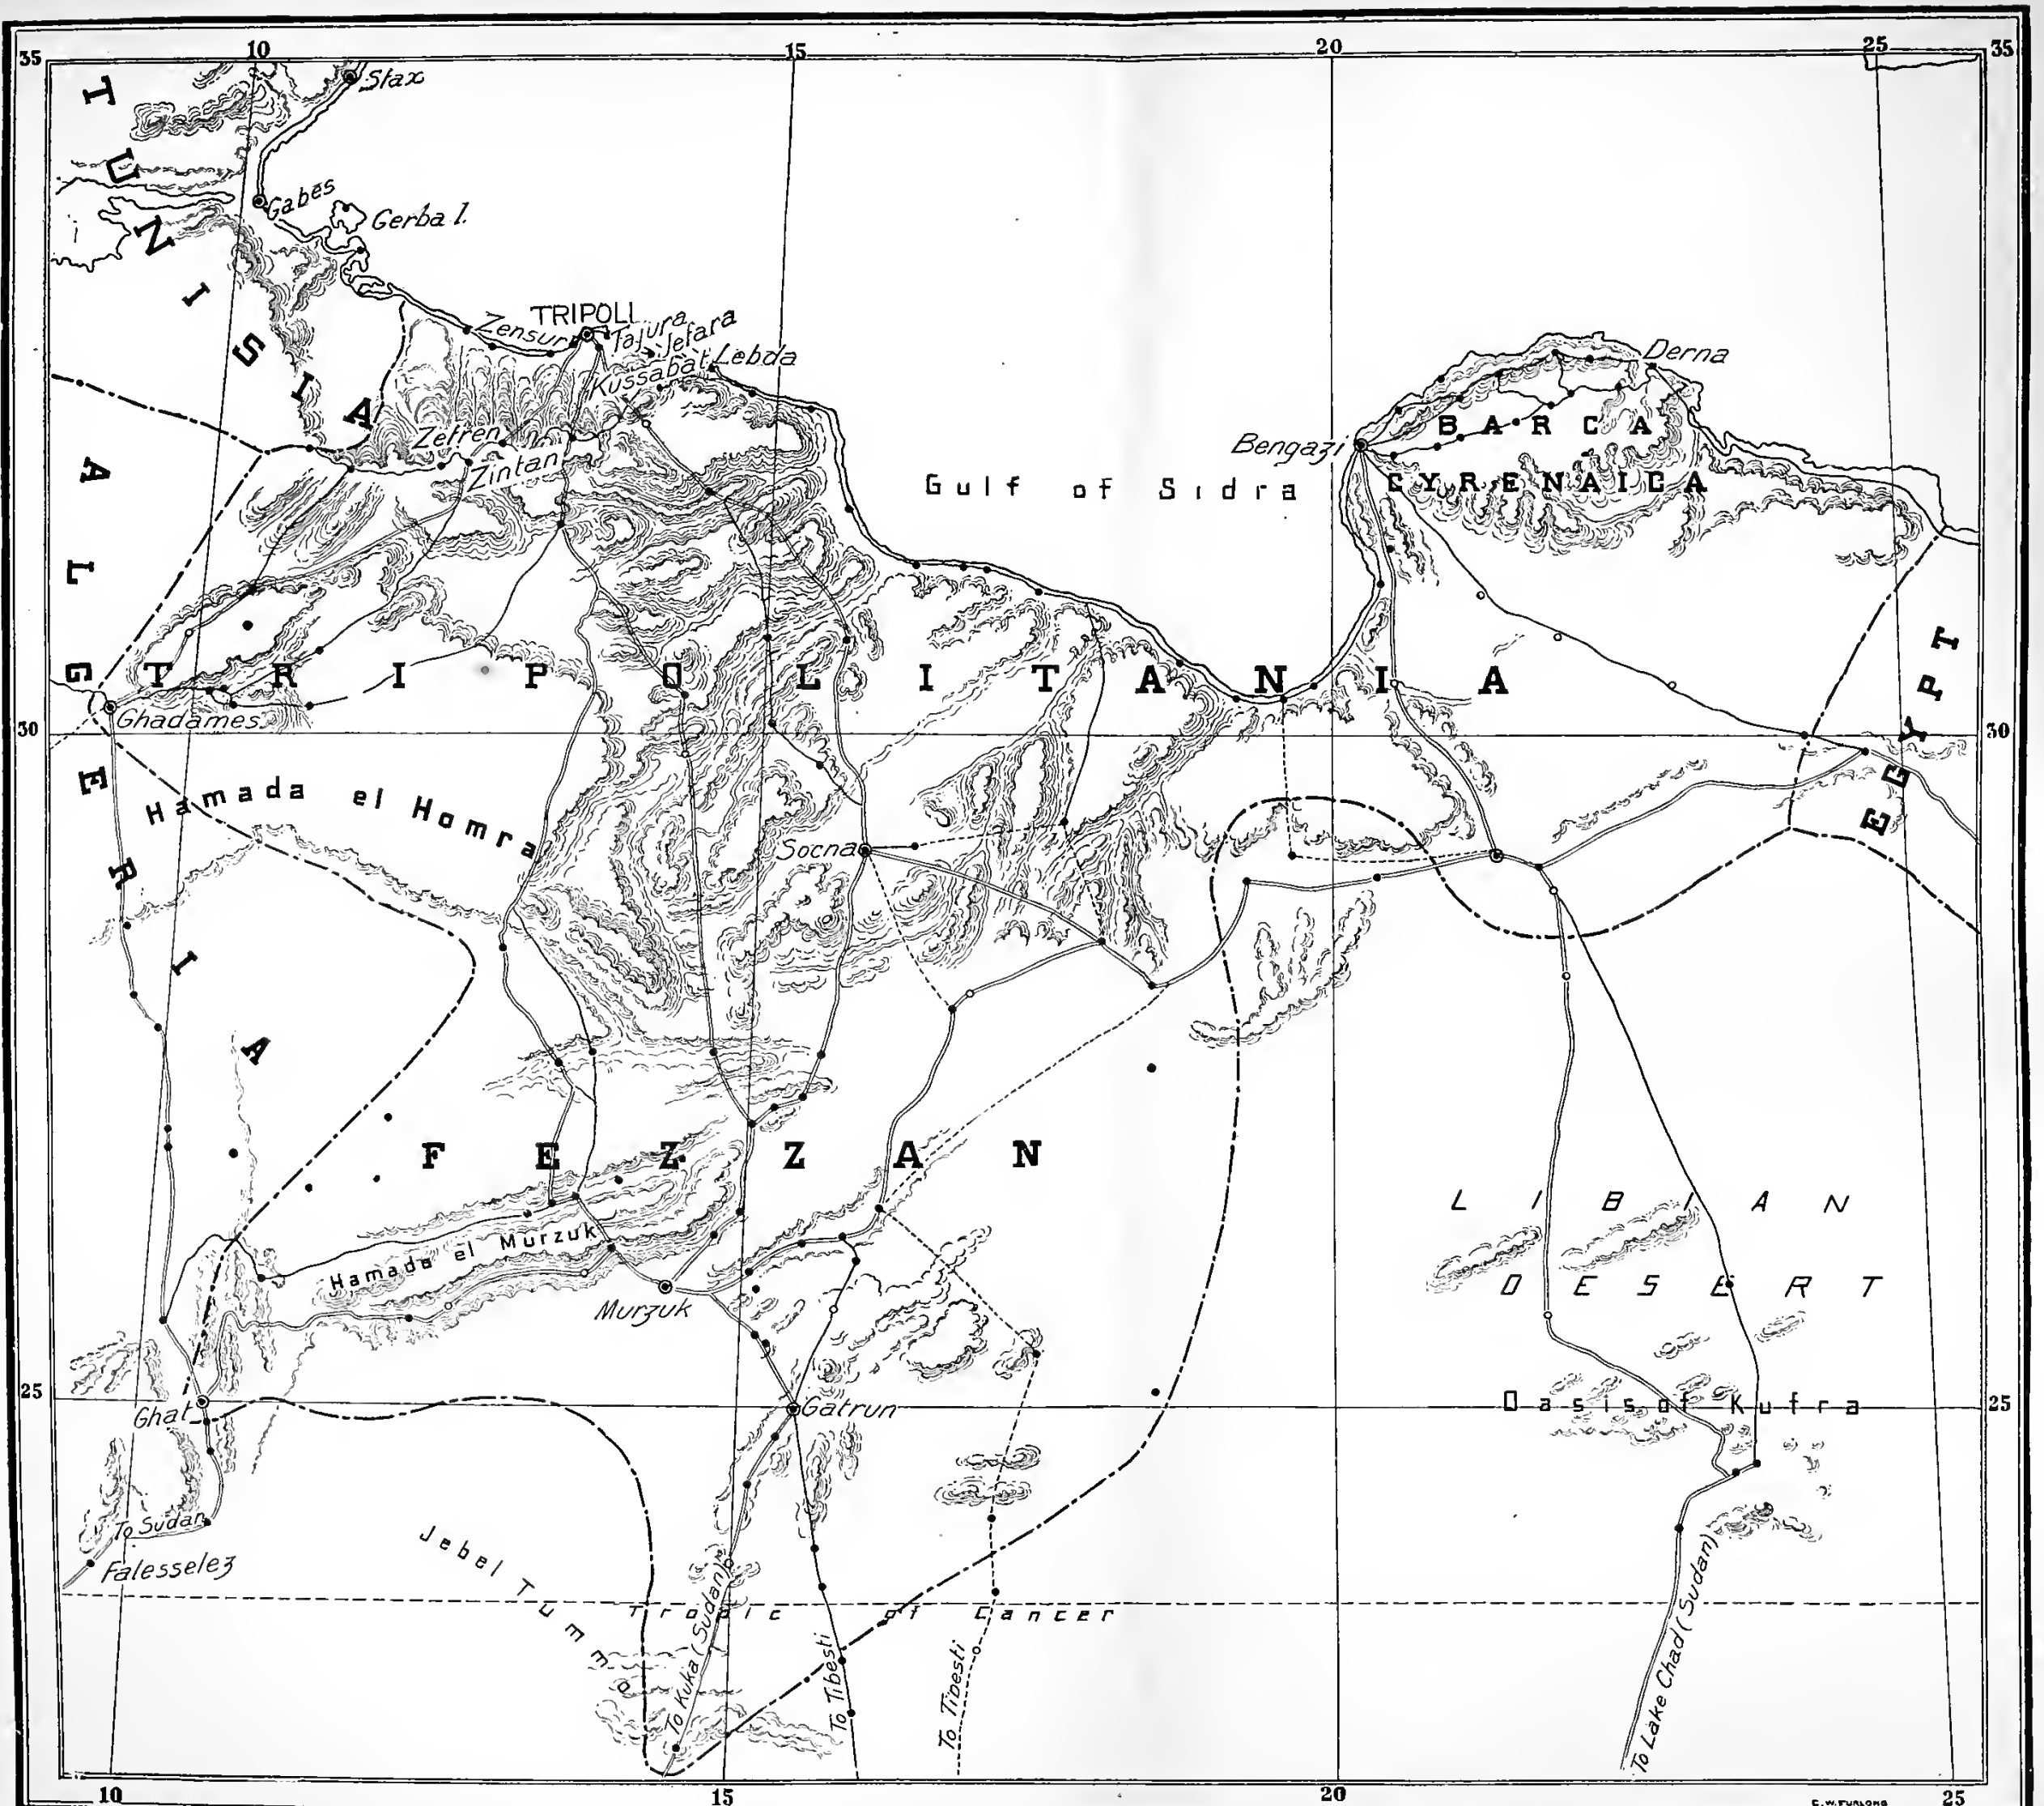 10 15 20 25
35 35
Sfax
TUNISIA
Gabes
Gerba I.
TRIPOLI
Zensur
Tajura
Jefara
Kussabat
Lebda
Derna
BARCA
Bengazi
Zefren
Zintan
Gulf of Sidra
CYRENAICA
ALGERIA
TRIPOLITANIA
EGYPT
Ghadames
30 30
Hamada el Homra
Socna
FEZZAN
LIBIAN
Hamada el Murzuk
DESERT
Murzuk
25 25
Ghat
Gatrun
Oasis of Kufra
To Sudan
Falesselez
Jebel Tummo
Tropic of Cancer
To Kuka (Sudan)
To Tibesti
To Tibesti
To Lake Chad (Sudan)
10 15 20 25
C.W. FURLONG